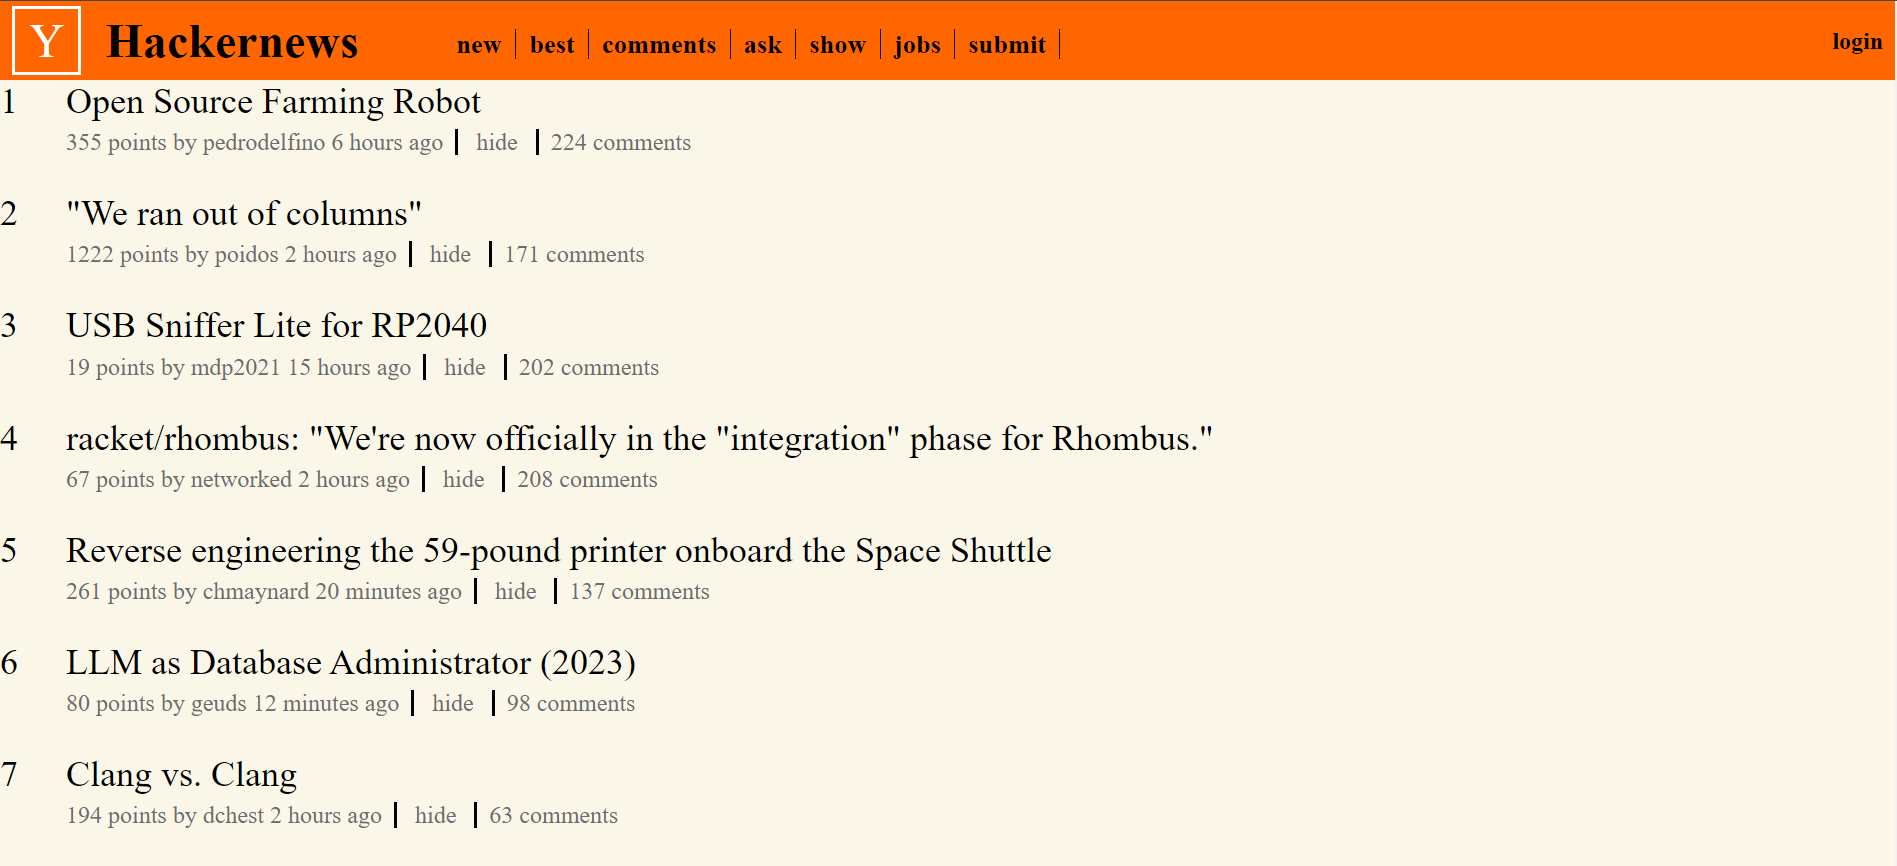 Y Hackernews new | best | comments | ask | show | jobs | submit | login
1 Open Source Farming Robot
355 points by pedrodelfino 6 hours ago | hide | 224 comments
2 "We ran out of columns"
1222 points by poidos 2 hours ago | hide | 171 comments
3 USB Sniffer Lite for RP2040
19 points by mdp2021 15 hours ago | hide | 202 comments
4 racket/rhombus: "We're now officially in the "integration" phase for Rhombus."
67 points by networked 2 hours ago | hide | 208 comments
5 Reverse engineering the 59-pound printer onboard the Space Shuttle
261 points by chmaynard 20 minutes ago | hide | 137 comments
6 LLM as Database Administrator (2023)
80 points by geuds 12 minutes ago | hide | 98 comments
7 Clang vs. Clang
194 points by dchest 2 hours ago | hide | 63 comments